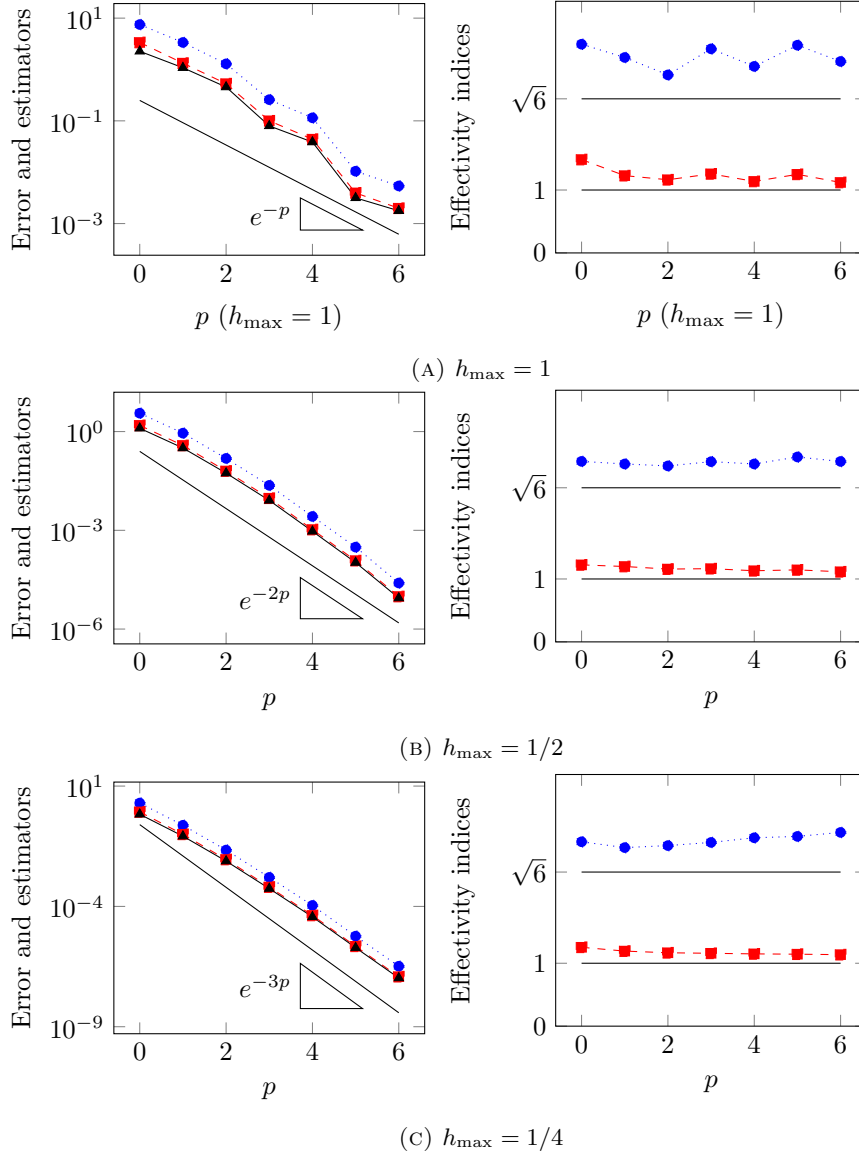 Error and estimators
10^1
10^{-1}
10^{-3}
e^{-p}
0 2 4 6
p (h_max = 1)
Effectivity indices
√6
1
0
0 2 4 6
p (h_max = 1)
(A) h_max = 1
Error and estimators
10^0
10^{-3}
10^{-6}
e^{-2p}
0 2 4 6
p
Effectivity indices
√6
1
0
0 2 4 6
p
(B) h_max = 1/2
Error and estimators
10^1
10^{-4}
10^{-9}
e^{-3p}
0 2 4 6
p
Effectivity indices
√6
1
0
0 2 4 6
p
(C) h_max = 1/4